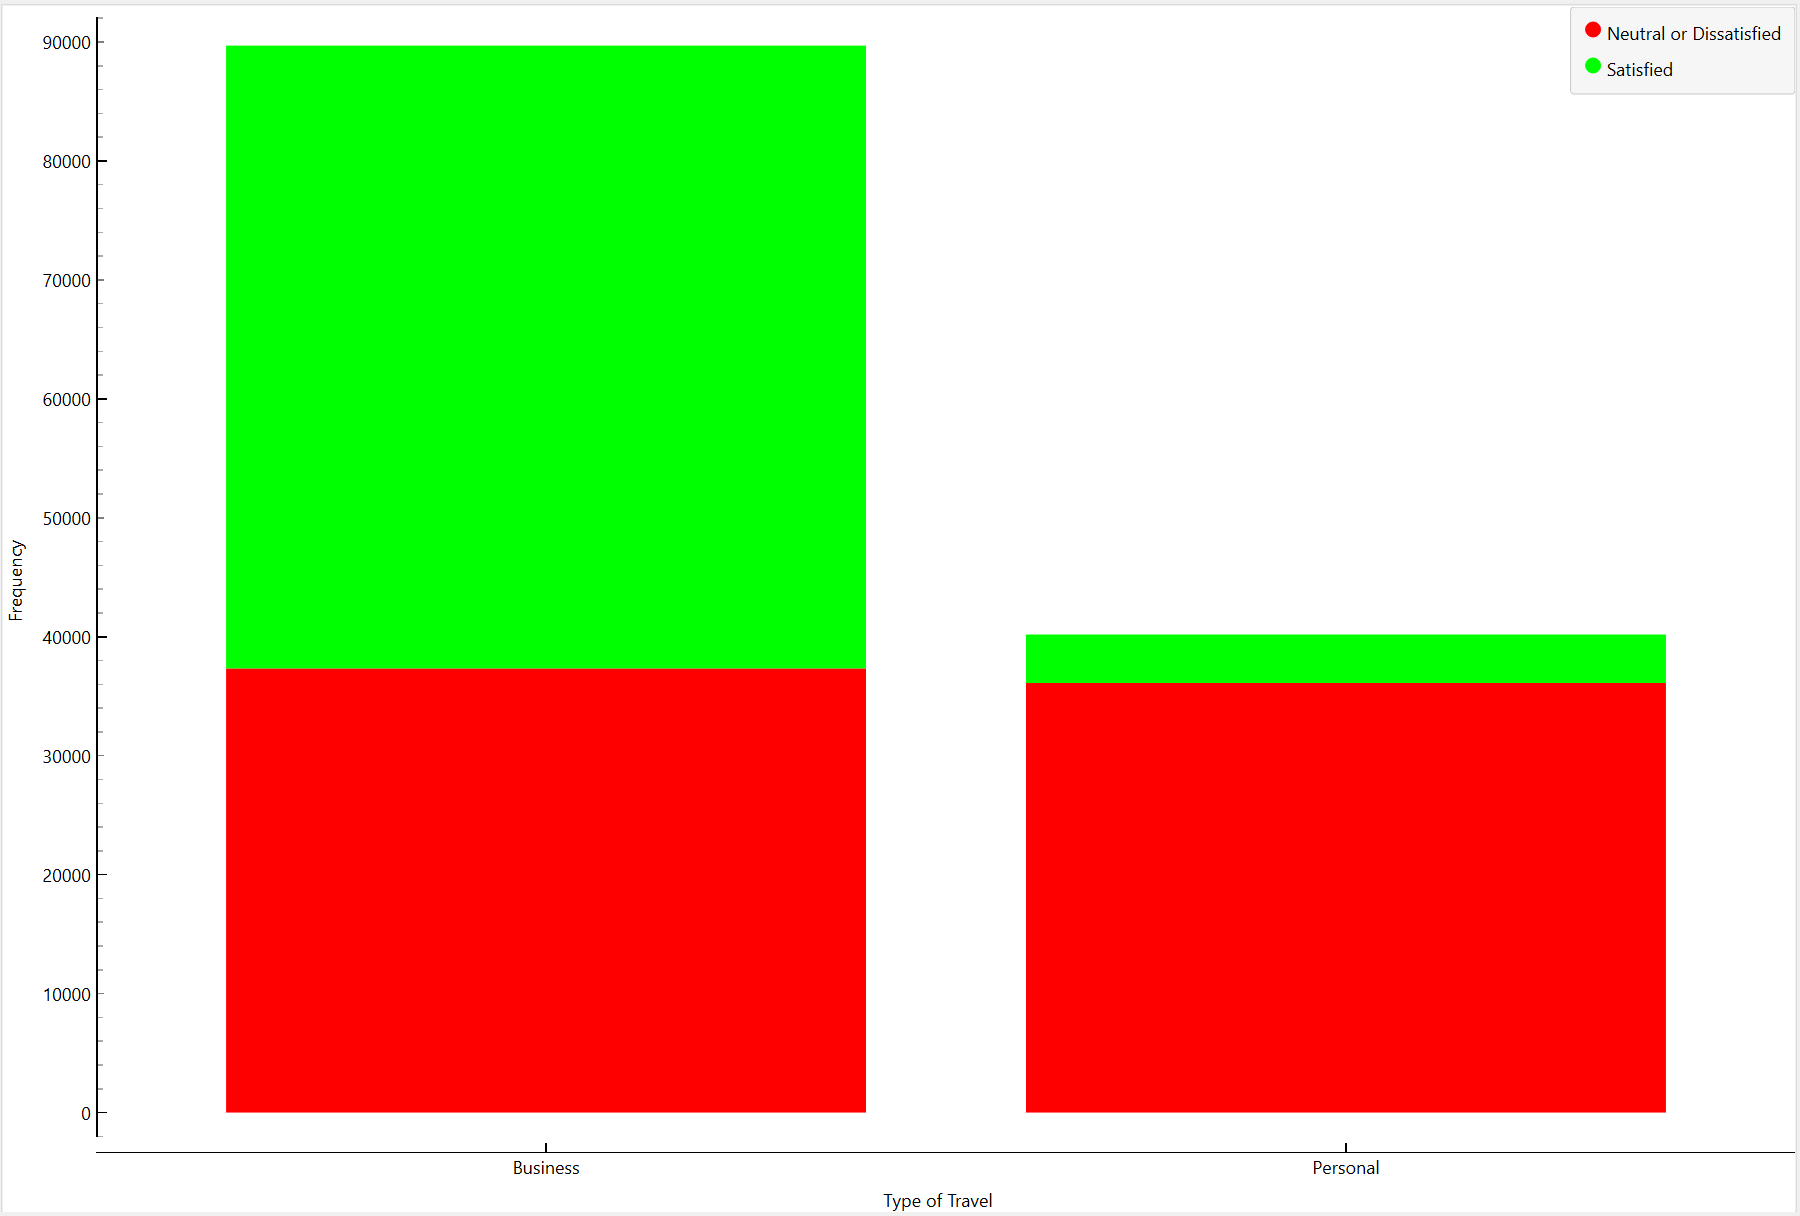 Neutral or Dissatisfied
Satisfied
90000
80000
70000
60000
50000
40000
30000
20000
10000
0
Frequency
Business
Personal
Type of Travel